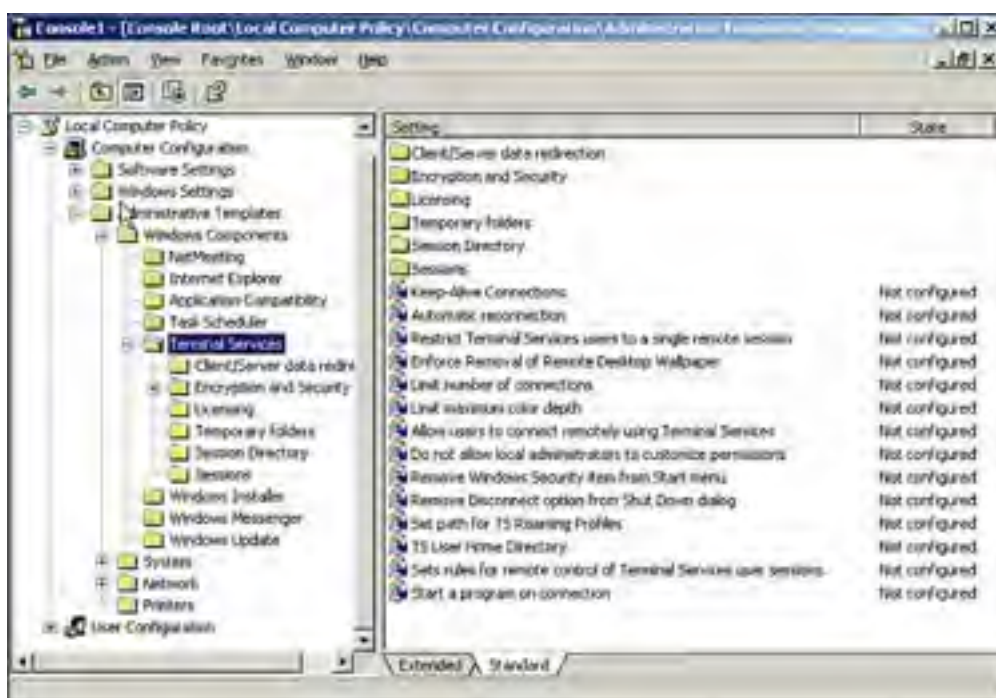 Console1 - [Console Root\Local Computer Policy\Computer Configuration\
File Action View Favorites Window Help
Local Computer Policy
Computer Configuration
Software Settings
Windows Settings
Administrative Templates
Windows Components
NetMeeting
Internet Explorer
Application Compatibility
Task Scheduler
Terminal Services
Client/Server data redire
Encryption and Security
Licensing
Temporary folders
Session Directory
Sessions
Windows Installer
Windows Messenger
Windows Update
System
Network
Printers
User Configuration
Setting State
Client/Server data redirection
Encryption and Security
Licensing
Temporary folders
Session Directory
Sessions
Keep-Alive Connections Not configured
Automatic reconnection Not configured
Restrict Terminal Services users to a single remote session Not configured
Enforce Removal of Remote Desktop Wallpaper Not configured
Limit number of connections Not configured
Limit maximum color depth Not configured
Allow users to connect remotely using Terminal Services Not configured
Do not allow local administrators to customize permissions Not configured
Remove Windows Security item from Start menu Not configured
Remove Disconnect option from Shut Down dialog Not configured
Set path for TS Roaming Profiles Not configured
TS User Home Directory Not configured
Sets rules for remote control of Terminal Services user sessions Not configured
Start a program on connection Not configured
Extended Standard